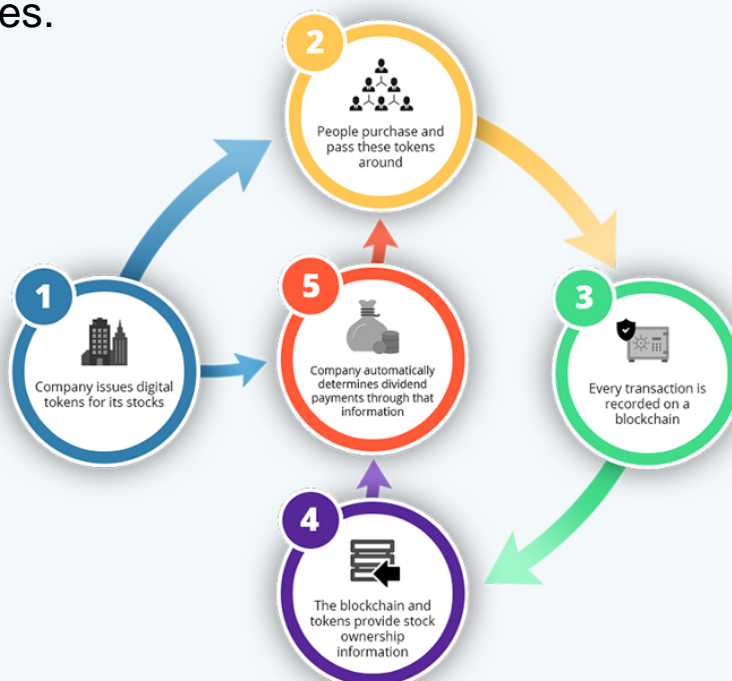 es.
2
People purchase and
pass these tokens
around
1
Company issues digital
tokens for its stocks
5
Company automatically
determines dividend
payments through that
information
3
Every transaction is
recorded on a
blockchain
4
The blockchain and
tokens provide stock
ownership
information